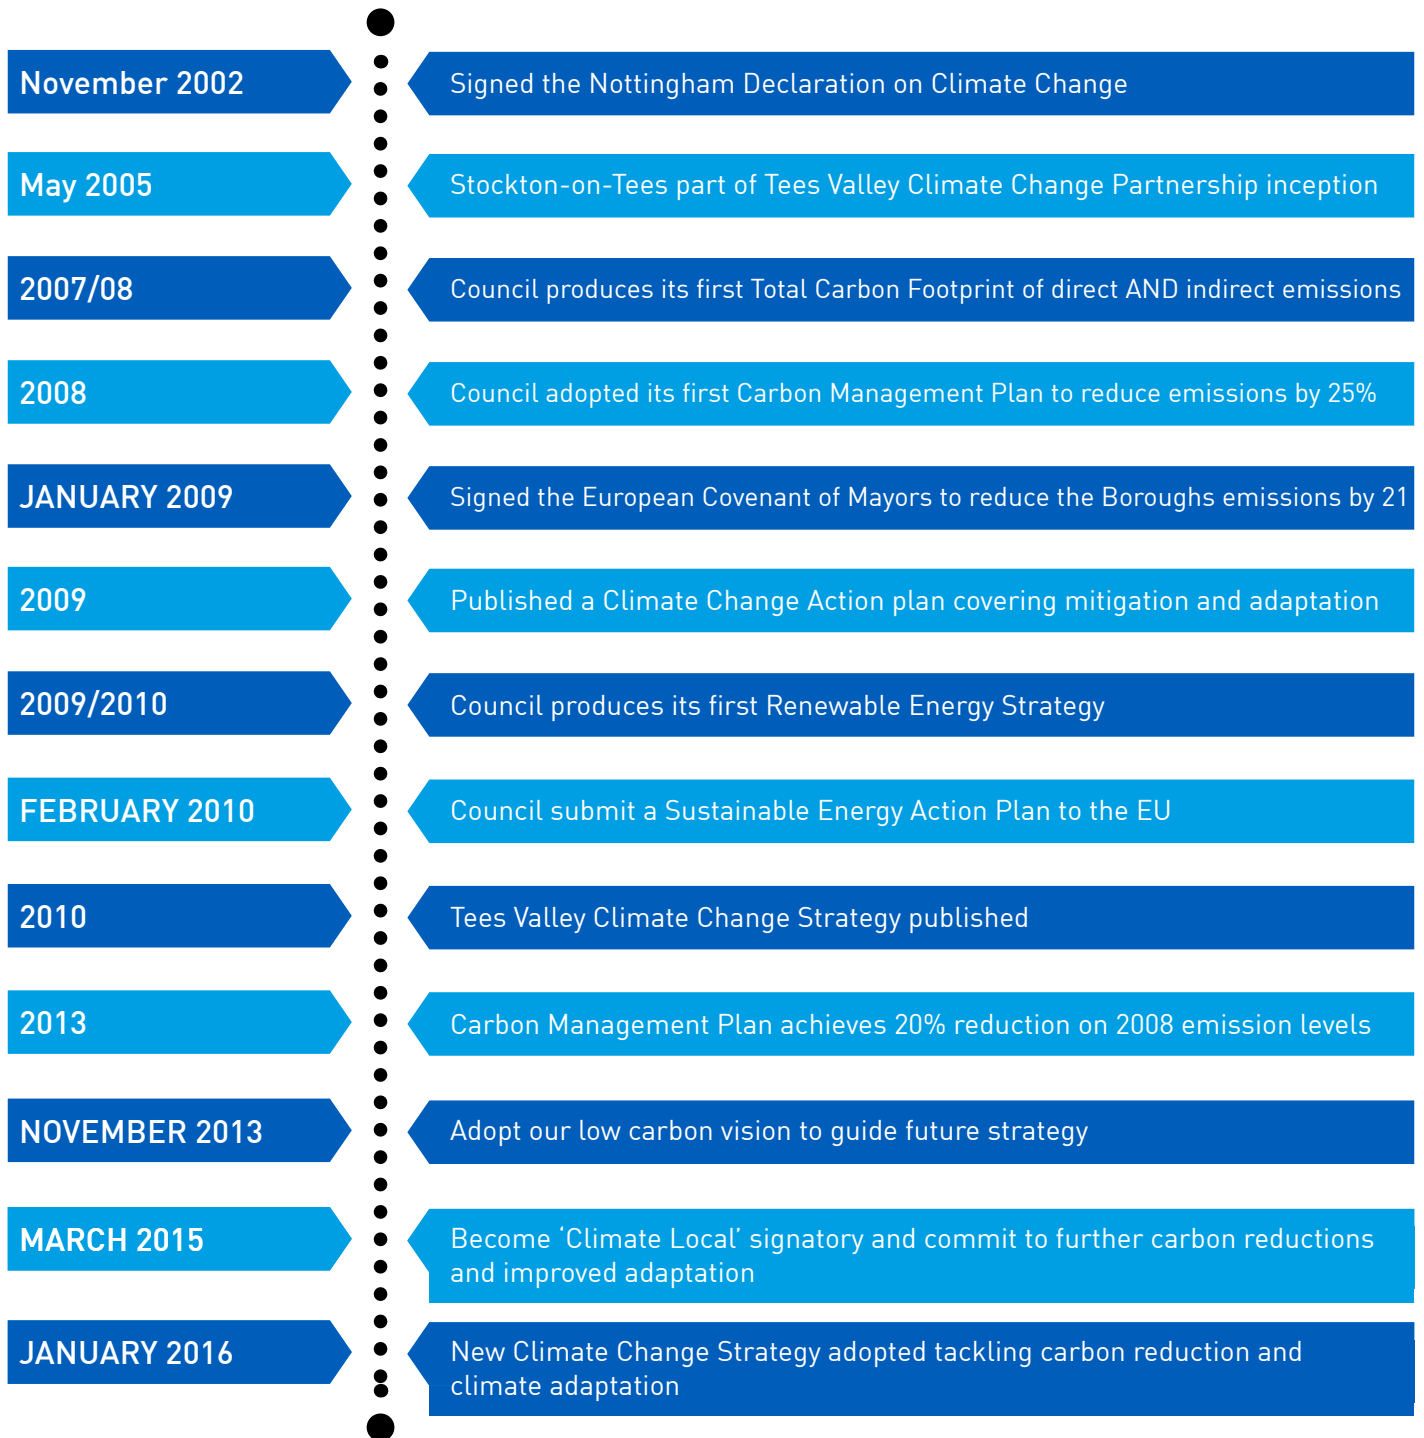 November 2002
Signed the Nottingham Declaration on Climate Change
May 2005
Stockton-on-Tees part of Tees Valley Climate Change Partnership inception
2007/08
Council produces its first Total Carbon Footprint of direct AND indirect emissions
2008
Council adopted its first Carbon Management Plan to reduce emissions by 25%
JANUARY 2009
Signed the European Covenant of Mayors to reduce the Boroughs emissions by 21
2009
Published a Climate Change Action plan covering mitigation and adaptation
2009/2010
Council produces its first Renewable Energy Strategy
FEBRUARY 2010
Council submit a Sustainable Energy Action Plan to the EU
2010
Tees Valley Climate Change Strategy published
2013
Carbon Management Plan achieves 20% reduction on 2008 emission levels
NOVEMBER 2013
Adopt our low carbon vision to guide future strategy
MARCH 2015
Become ‘Climate Local’ signatory and commit to further carbon reductions
and improved adaptation
JANUARY 2016
New Climate Change Strategy adopted tackling carbon reduction and
climate adaptation